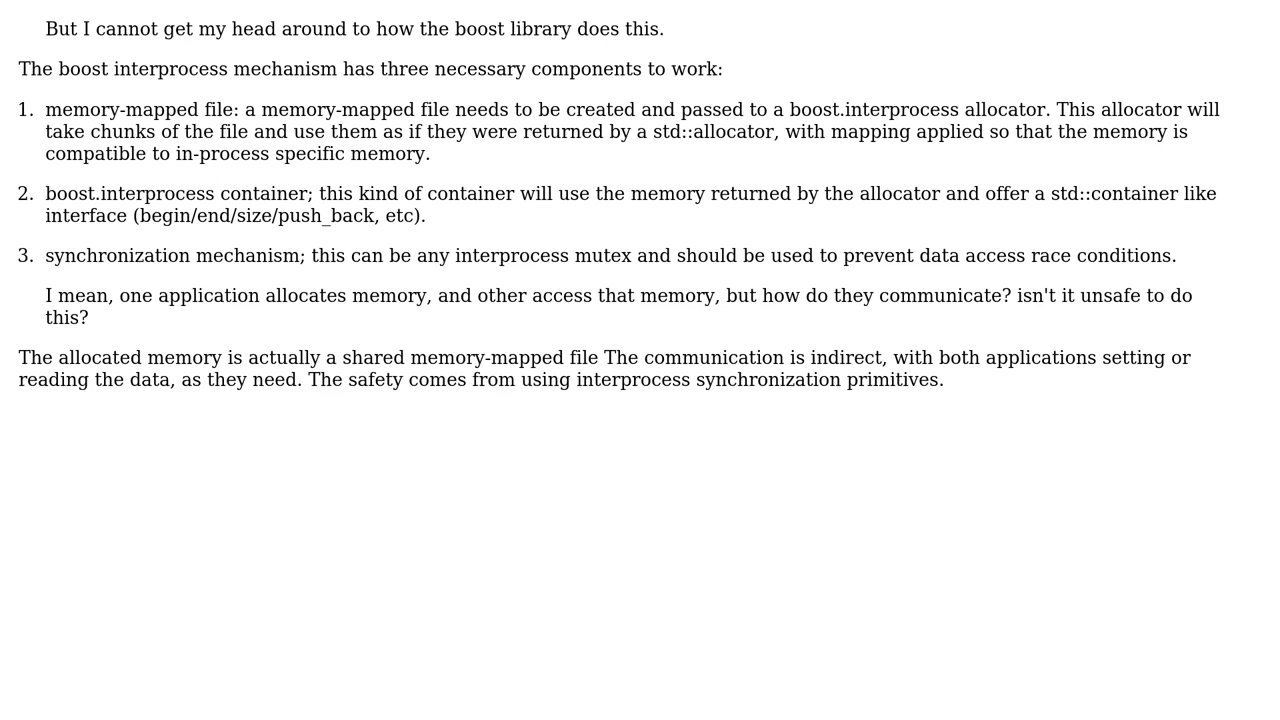 But I cannot get my head around to how the boost library does this.
The boost interprocess mechanism has three necessary components to work:
1. memory-mapped file: a memory-mapped file needs to be created and passed to a boost.interprocess allocator. This allocator will
take chunks of the file and use them as if they were returned by a std::allocator, with mapping applied so that the memory is
compatible to in-process specific memory.
2. boost.interprocess container; this kind of container will use the memory returned by the allocator and offer a std::container like
interface (begin/end/size/push_back, etc).
3. synchronization mechanism; this can be any interprocess mutex and should be used to prevent data access race conditions.
I mean, one application allocates memory, and other access that memory, but how do they communicate? isn't it unsafe to do
this?
The allocated memory is actually a shared memory-mapped file The communication is indirect, with both applications setting or
reading the data, as they need. The safety comes from using interprocess synchronization primitives.